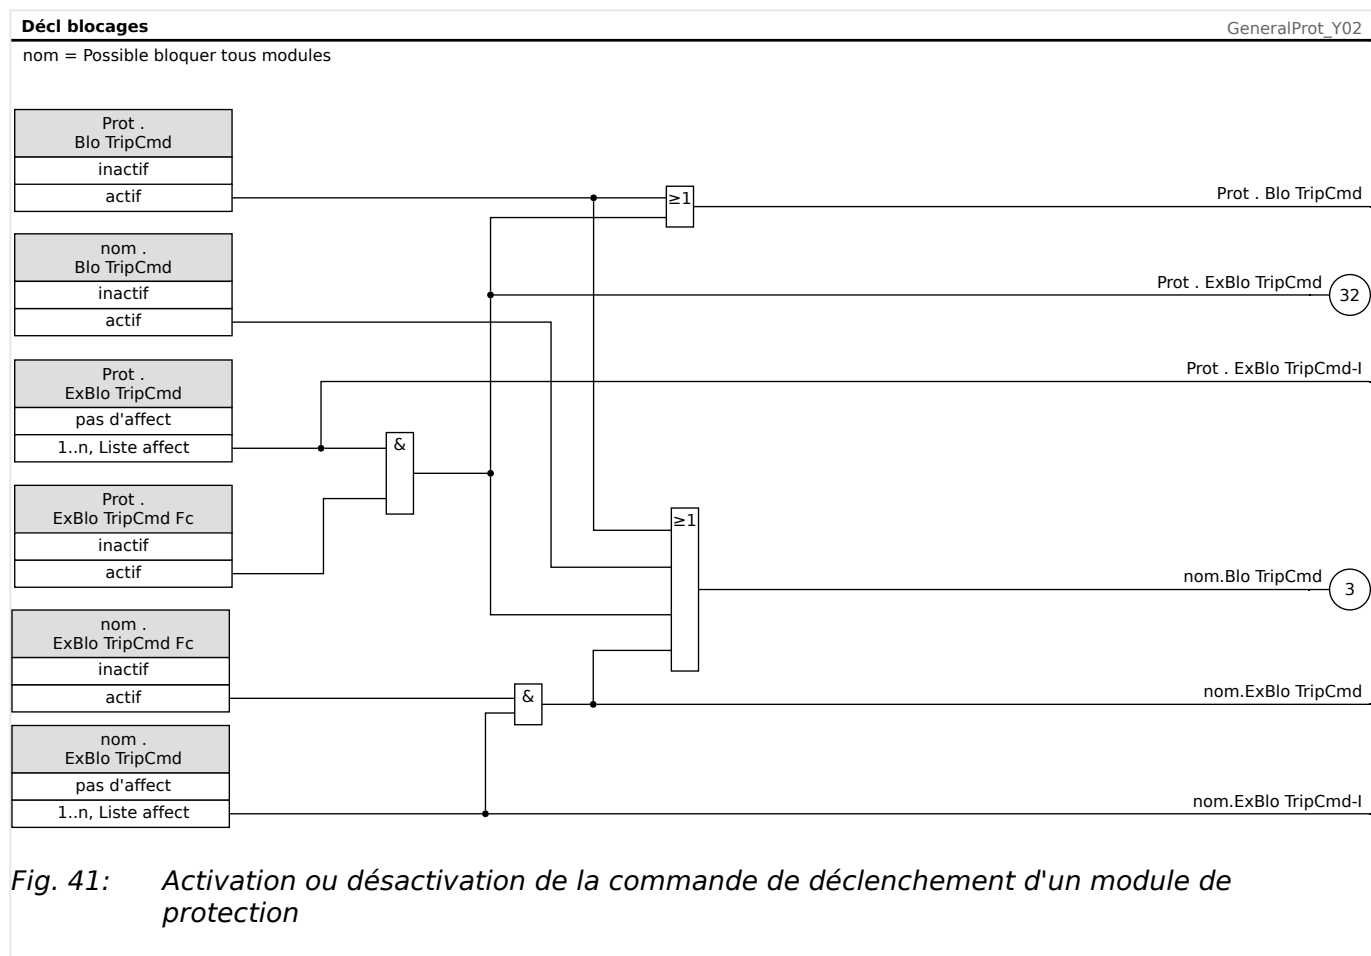 Décl blocages
GeneralProt_Y02
nom = Possible bloquer tous modules
Prot .
Blo TripCmd
inactif
actif
≥1
Prot . Blo TripCmd
nom .
Blo TripCmd
inactif
actif
Prot . ExBlo TripCmd
32
Prot .
ExBlo TripCmd
pas d'affect
1..n, Liste affect
Prot . ExBlo TripCmd-I
&
Prot .
ExBlo TripCmd Fc
inactif
actif
≥1
nom.Blo TripCmd
3
nom .
ExBlo TripCmd Fc
inactif
actif
&
nom.ExBlo TripCmd
nom .
ExBlo TripCmd
pas d'affect
1..n, Liste affect
nom.ExBlo TripCmd-I
Fig. 41: Activation ou désactivation de la commande de déclenchement d'un module de
protection